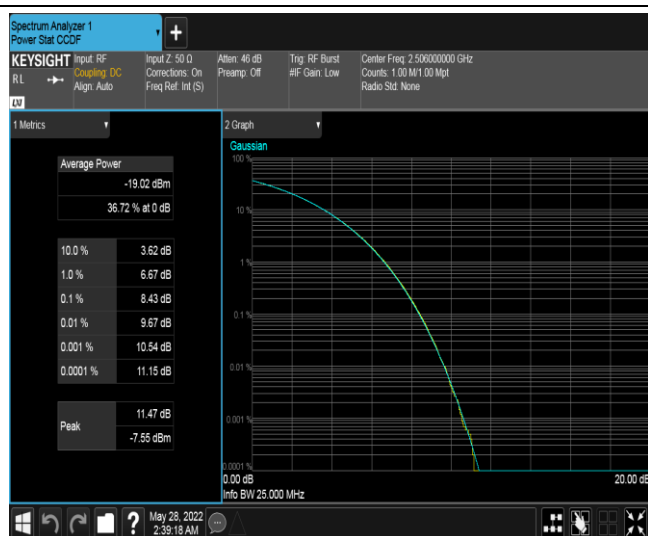 Spectrum Analyzer 1
Power Stat CCDF
+
KEYSIGHT
RL
LXI
Input: RF
Coupling: DC
Align: Auto
Input Z: 50 Ω
Corrections: On
Freq Ref: Int (S)
Atten: 46 dB
Preamp: Off
Trig: RF Burst
#IF Gain: Low
Center Freq: 2.506000000 GHz
Counts: 1.00 M/1.00 Mpt
Radio Std: None
1 Metrics
Average Power
-19.02 dBm
36.72 % at 0 dB
10.0 % 3.62 dB
1.0 % 6.67 dB
0.1 % 8.43 dB
0.01 % 9.67 dB
0.001 % 10.54 dB
0.0001 % 11.15 dB
Peak 11.47 dB
-7.55 dBm
2 Graph
Gaussian
100 %
10 %
1 %
0.1 %
0.01 %
0.001 %
0.0001 %
0.00 dB 20.00 dB
Info BW 25.000 MHz
?
May 28, 2022
2:39:18 AM